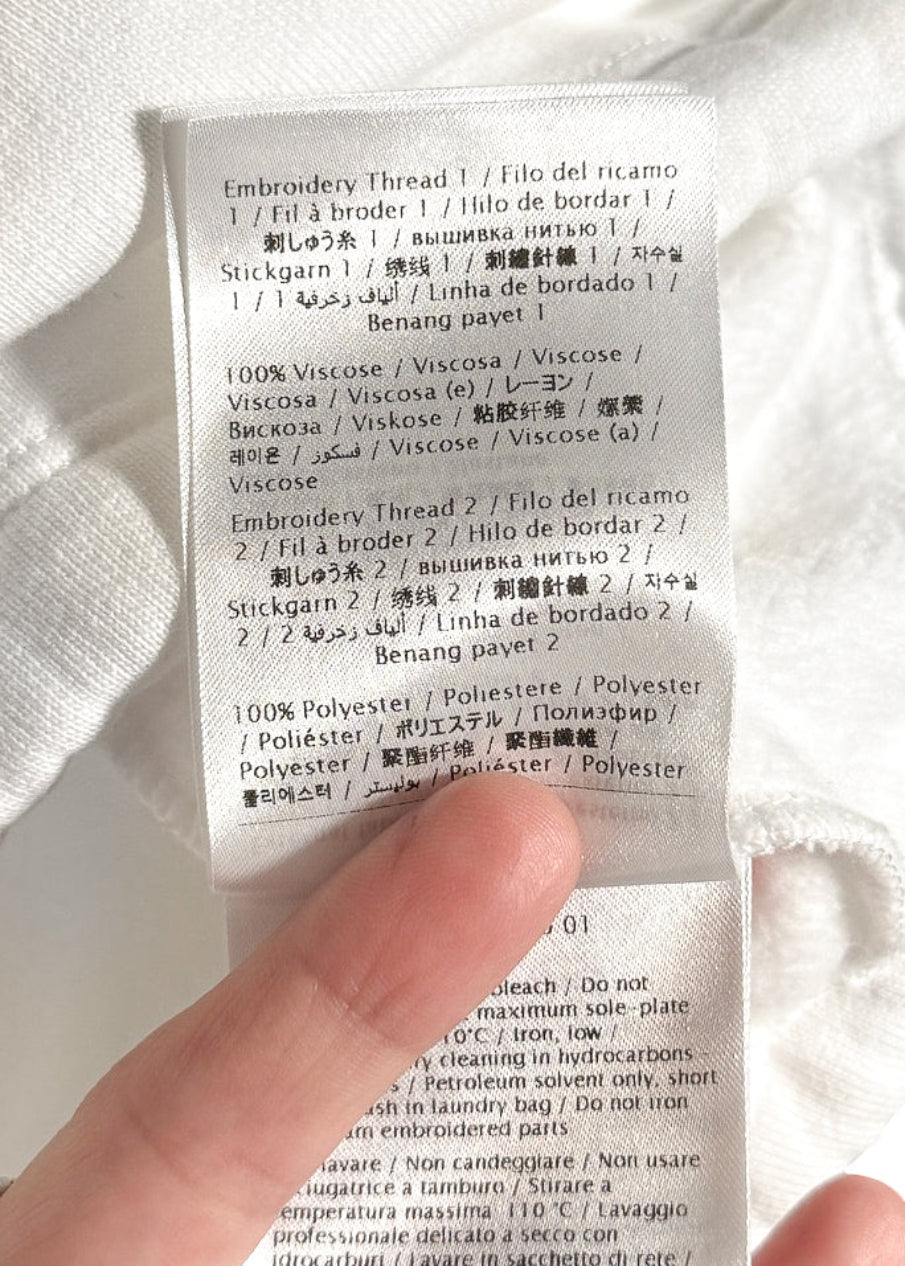 Embroidery Thread 1 / Filo del ricamo
1 / Fil à broder 1 / Hilo de bordar 1 /
刺しゅう糸 1 / вышивка нитью 1 /
Stickgarn 1 / 绣线 1 / 刺繡針線 1 / 자수실
1 / 1 ألياف زخرفية / Linha de bordado 1 /
Benang payet 1
100% Viscose / Viscosa / Viscose /
Viscosa / Viscosa (e) / レーヨン /
Вискоза / Viskose / 粘胶纤维 / 嫘縈 /
레이온 / فسكوز / Viscose / Viscose (a) /
Viscose
Embroidery Thread 2 / Filo del ricamo
2 / Fil à broder 2 / Hilo de bordar 2 /
刺しゅう糸 2 / вышивка нитью 2 /
Stickgarn 2 / 绣线 2 / 刺繡針線 2 / 자수실
2 / 2 ألياف زخرفية / Linha de bordado 2 /
Benang payet 2
100% Polyester / Poliestere / Polyester
/ Poliéster / ポリエステル / Полиэфир /
Polyester / 聚酯纤维 / 聚酯纖維 /
폴리에스터 / بوليستر / Poliéster / Polyester
01
bleach / Do not
maximum sole-plate
/ Iron, low /
cleaning in hydrocarbons -
/ Petroleum solvent only, short
in laundry bag / Do not iron
embroidered parts
lavare / Non candeggiare / Non usare
asciugatrice a tamburo / Stirare a
temperatura massima 110 °C / Lavaggio
professionale delicato a secco con
idrocarburi / Lavare in sacchetto di rete /